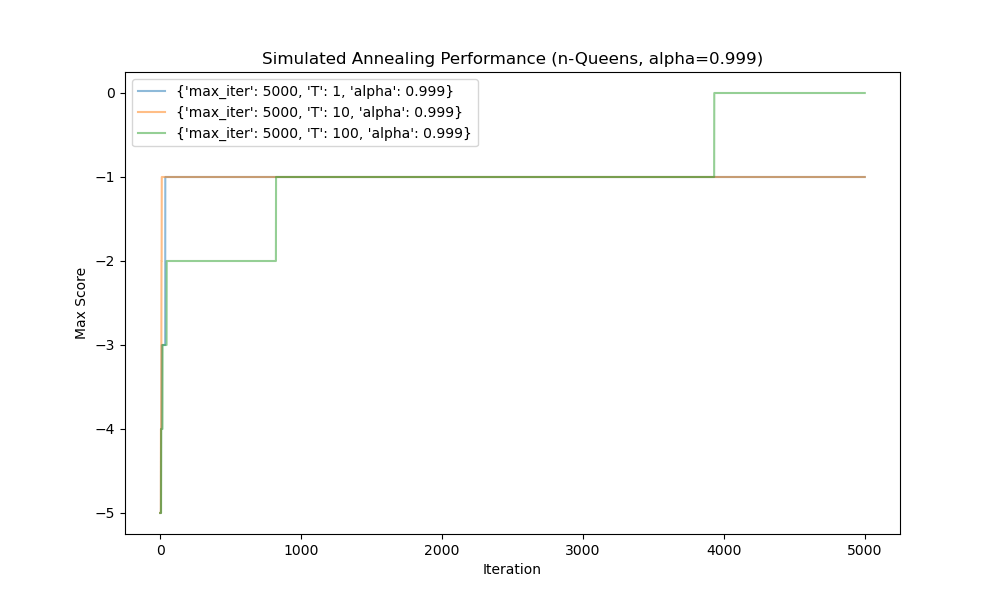 Simulated Annealing Performance (n-Queens, alpha=0.999)
{'max_iter': 5000, 'T': 1, 'alpha': 0.999}
{'max_iter': 5000, 'T': 10, 'alpha': 0.999}
{'max_iter': 5000, 'T': 100, 'alpha': 0.999}
0
−1
−2
−3
−4
−5
Max Score
0 1000 2000 3000 4000 5000
Iteration